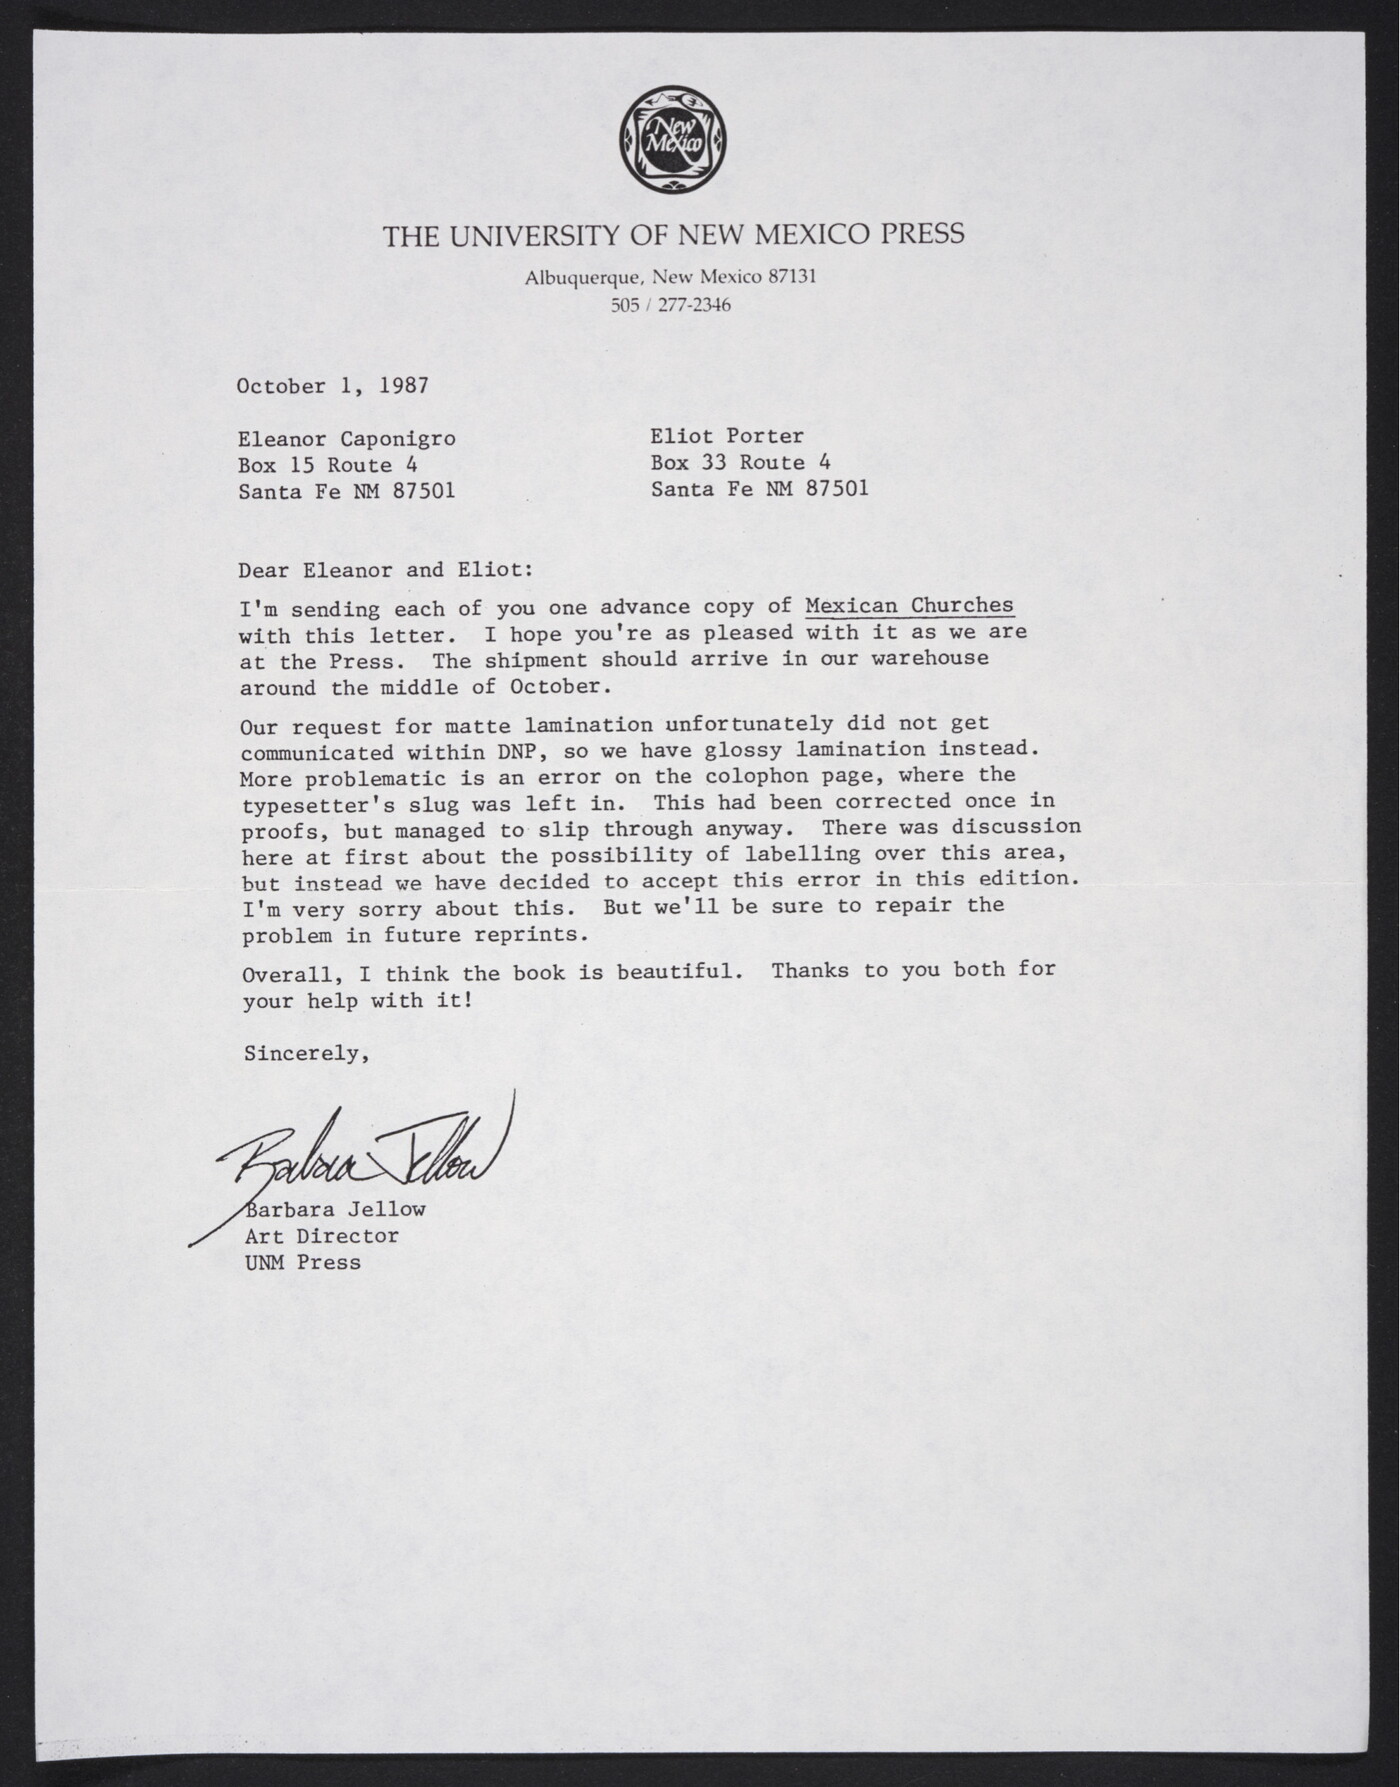 New
Mexico
THE UNIVERSITY OF NEW MEXICO PRESS
Albuquerque, New Mexico 87131
505 / 277-2346
October 1, 1987
Eleanor Caponigro
Box 15 Route 4
Santa Fe NM 87501
Eliot Porter
Box 33 Route 4
Santa Fe NM 87501
Dear Eleanor and Eliot:
I'm sending each of you one advance copy of Mexican Churches
with this letter. I hope you're as pleased with it as we are
at the Press. The shipment should arrive in our warehouse
around the middle of October.
Our request for matte lamination unfortunately did not get
communicated within DNP, so we have glossy lamination instead.
More problematic is an error on the colophon page, where the
typesetter's slug was left in. This had been corrected once in
proofs, but managed to slip through anyway. There was discussion
here at first about the possibility of labelling over this area,
but instead we have decided to accept this error in this edition.
I'm very sorry about this. But we'll be sure to repair the
problem in future reprints.
Overall, I think the book is beautiful. Thanks to you both for
your help with it!
Sincerely,
Barbara Jellow
Barbara Jellow
Art Director
UNM Press